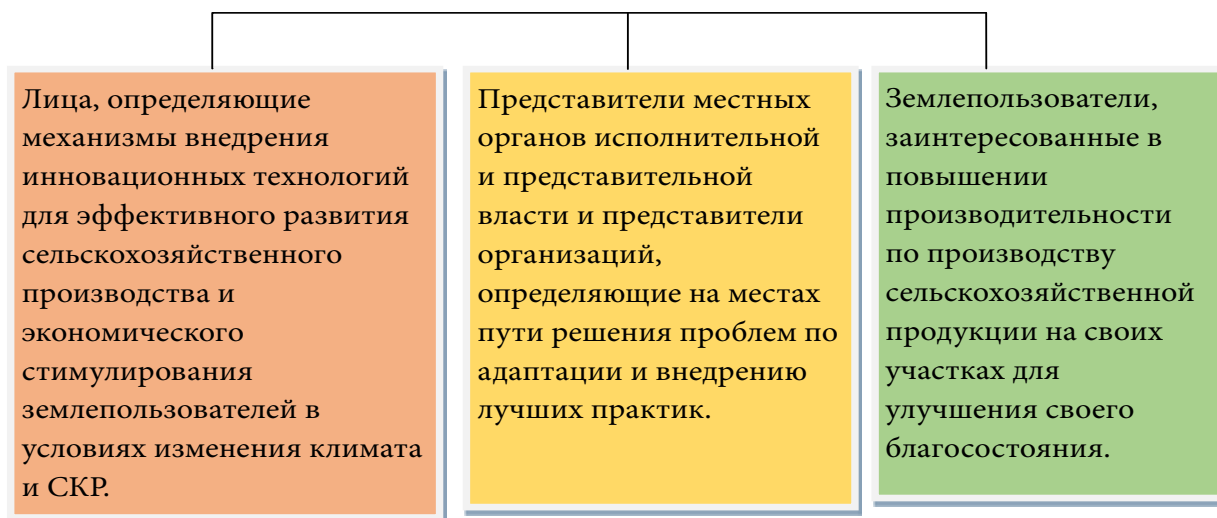 Лица, определяющие
механизмы внедрения
инновационных технологий
для эффективного развития
сельскохозяйственного
производства и
экономического
стимулирования
землепользователей в
условиях изменения климата
и СКР.
Представители местных
органов исполнительной
и представительной
власти и представители
организаций,
определяющие на местах
пути решения проблем по
адаптации и внедрению
лучших практик.
Землепользователи,
заинтересованные в
повышении
производительности
по производству
сельскохозяйственной
продукции на своих
участках для
улучшения своего
благосостояния.